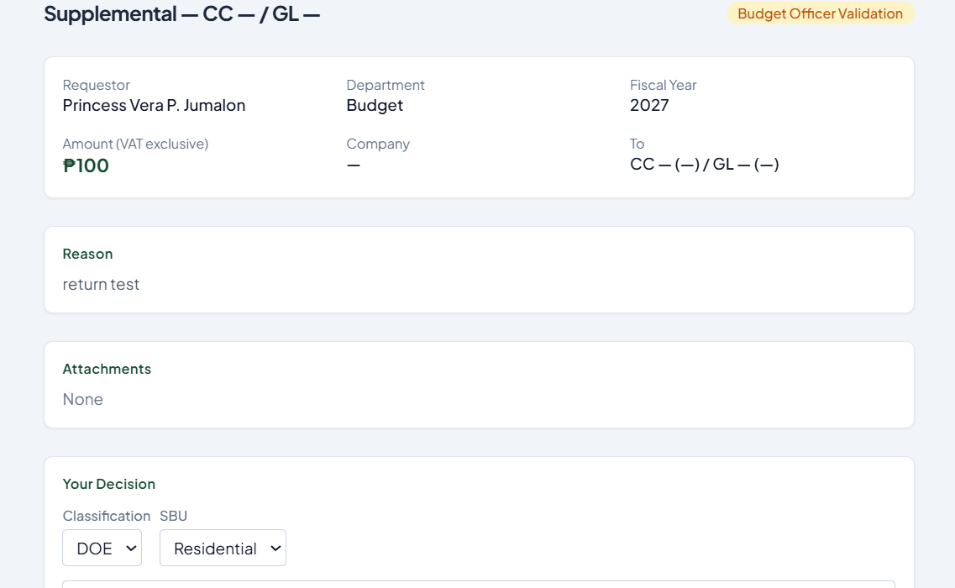 Supplemental — CC — / GL —
Budget Officer Validation
Requestor
Department
Fiscal Year
Princess Vera P. Jumalon
Budget
2027
Amount (VAT exclusive)
Company
To
₱100
—
CC — (—) / GL — (—)
Reason
return test
Attachments
None
Your Decision
Classification
SBU
DOE
Residential